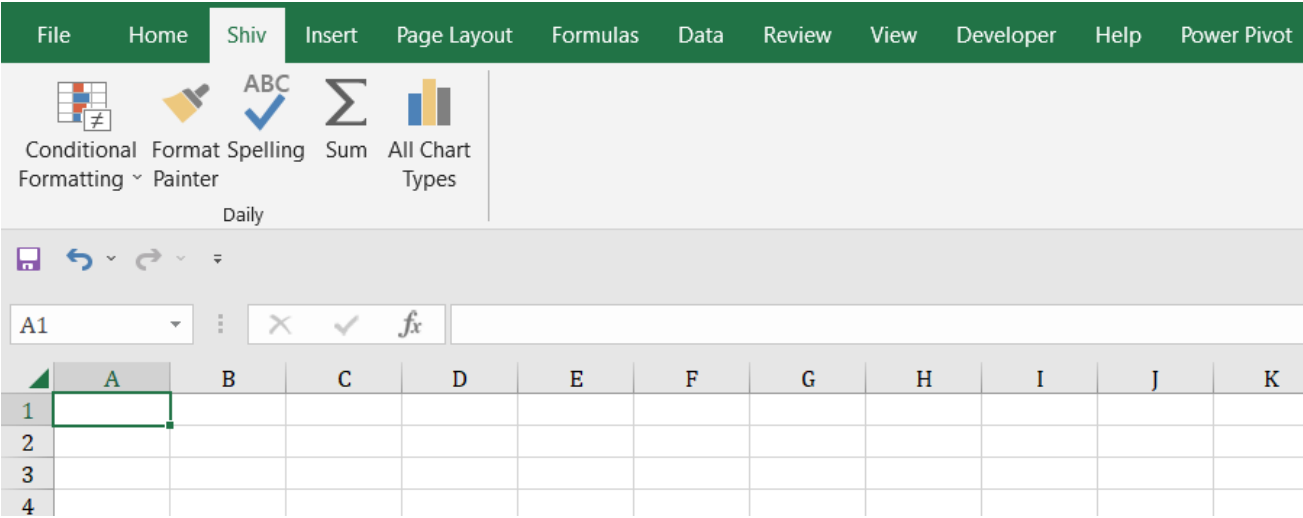 File Home Shiv Insert Page Layout Formulas Data Review View Developer Help Power Pivot
ABC
Conditional Format Spelling Sum All Chart
Formatting Painter Types
Daily
A1 fx
A B C D E F G H I J K
1
2
3
4